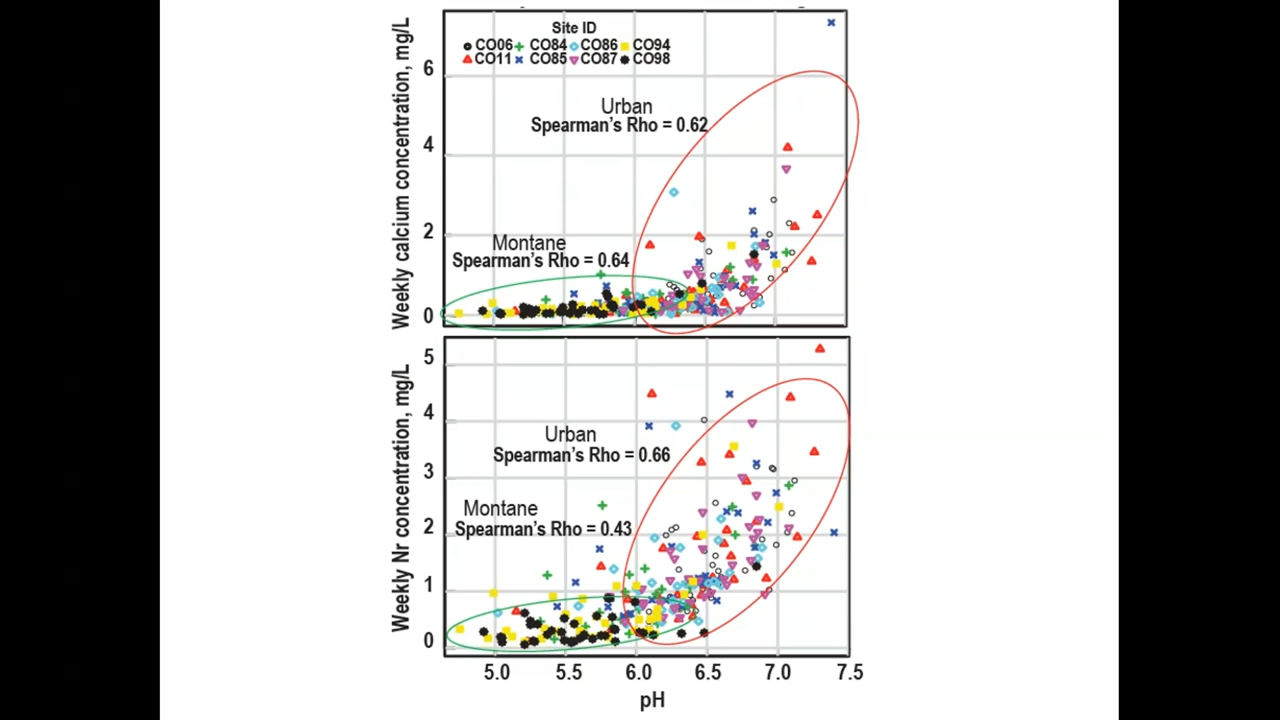 Site ID
CO06 CO84 CO86 CO94
CO11 CO85 CO87 CO98
Weekly calcium concentration, mg/L
6
4
2
0
Urban
Spearman's Rho = 0.62
Montane
Spearman's Rho = 0.64
Weekly Nr concentration, mg/L
5
4
3
2
1
0
Urban
Spearman's Rho = 0.66
Montane
Spearman's Rho = 0.43
5.0 5.5 6.0 6.5 7.0 7.5
pH